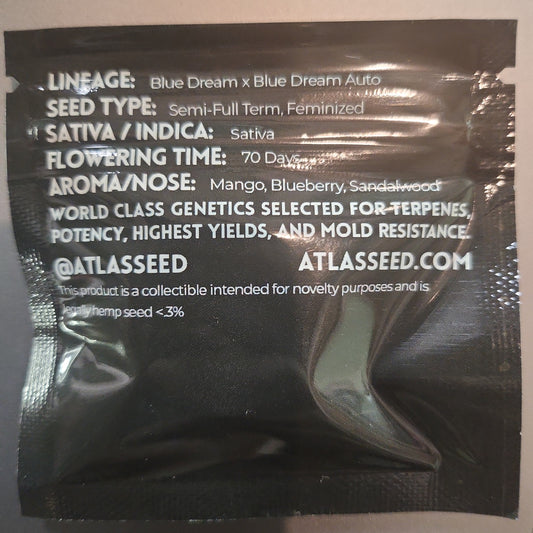 LINEAGE: Blue Dream x Blue Dream Auto
SEED TYPE: Semi-Full Term, Feminized
SATIVA / INDICA: Sativa
FLOWERING TIME: 70 Days
AROMA/NOSE: Mango, Blueberry, Sandalwood
WORLD CLASS GENETICS SELECTED FOR TERPENES,
POTENCY, HIGHEST YIELDS, AND MOLD RESISTANCE.
@ATLASSEED ATLASSEED.COM
This product is a collectible intended for novelty purposes and is
legally hemp seed <.3%